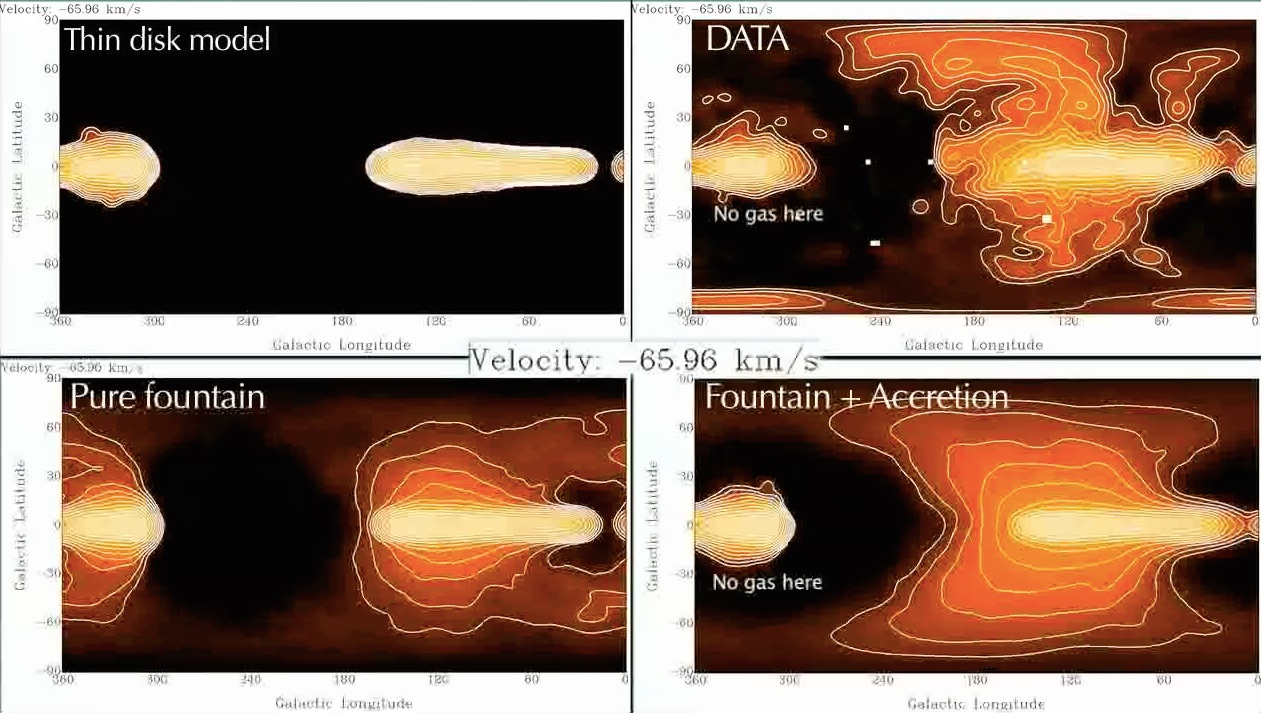 Velocity: -65.96 km/s
Thin disk model
90
60
30
0
-30
-60
-90
Galactic Latitude
360 300 240 180 120 60 0
Galactic Longitude
Velocity: -65.96 km/s
DATA
No gas here
90
60
30
0
-30
-60
-90
Galactic Latitude
360 300 240 180 120 60 0
Galactic Longitude
Velocity: -65.96 km/s
Velocity: -65.96 km/s
Pure fountain
90
60
30
0
-30
-60
-90
Galactic Latitude
360 300 240 180 120 60 0
Galactic Longitude
Fountain + Accretion
No gas here
90
60
30
0
-30
-60
-90
Galactic Latitude
360 300 240 180 120 60 0
Galactic Longitude